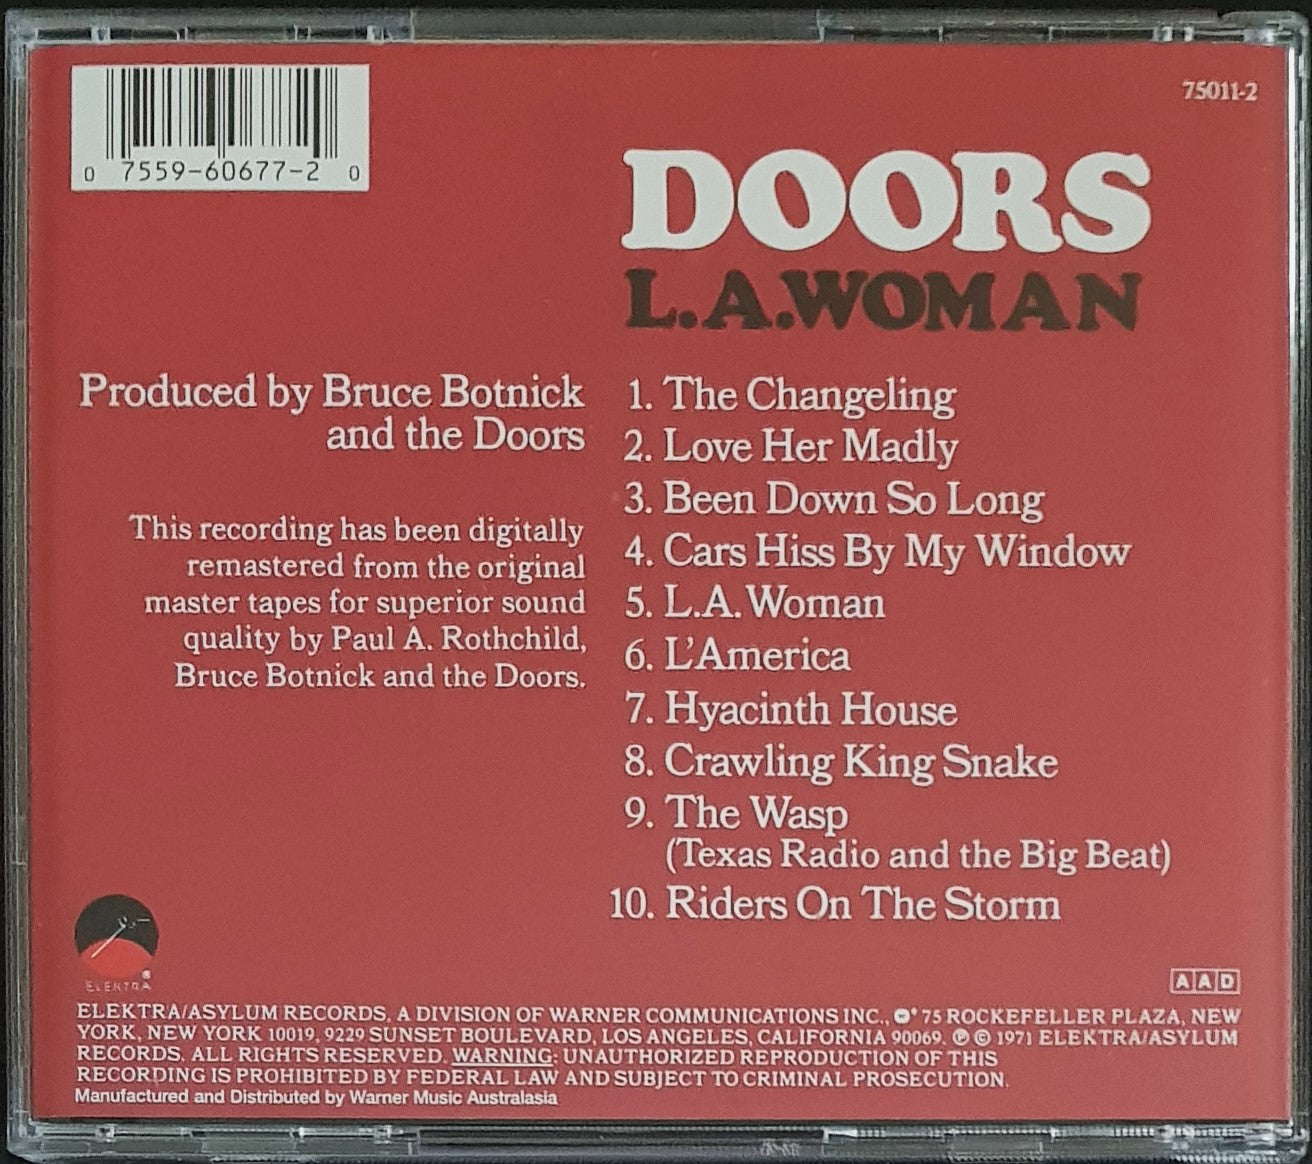 75011-2
0 7559-60677-2 0
DOORS
L.A.WOMAN
Produced by Bruce Botnick
and the Doors
This recording has been digitally
remastered from the original
master tapes for superior sound
quality by Paul A. Rothchild,
Bruce Botnick and the Doors.
1. The Changeling
2. Love Her Madly
3. Been Down So Long
4. Cars Hiss By My Window
5. L.A. Woman
6. L'America
7. Hyacinth House
8. Crawling King Snake
9. The Wasp
(Texas Radio and the Big Beat)
10. Riders On The Storm
ELEKTRA
®
AAD
ELEKTRA/ASYLUM RECORDS, A DIVISION OF WARNER COMMUNICATIONS INC., 75 ROCKEFELLER PLAZA, NEW
YORK, NEW YORK 10019, 9229 SUNSET BOULEVARD, LOS ANGELES, CALIFORNIA 90069. ℗ © 1971 ELEKTRA/ASYLUM
RECORDS. ALL RIGHTS RESERVED. WARNING: UNAUTHORIZED REPRODUCTION OF THIS
RECORDING IS PROHIBITED BY FEDERAL LAW AND SUBJECT TO CRIMINAL PROSECUTION.
Manufactured and Distributed by Warner Music Australasia